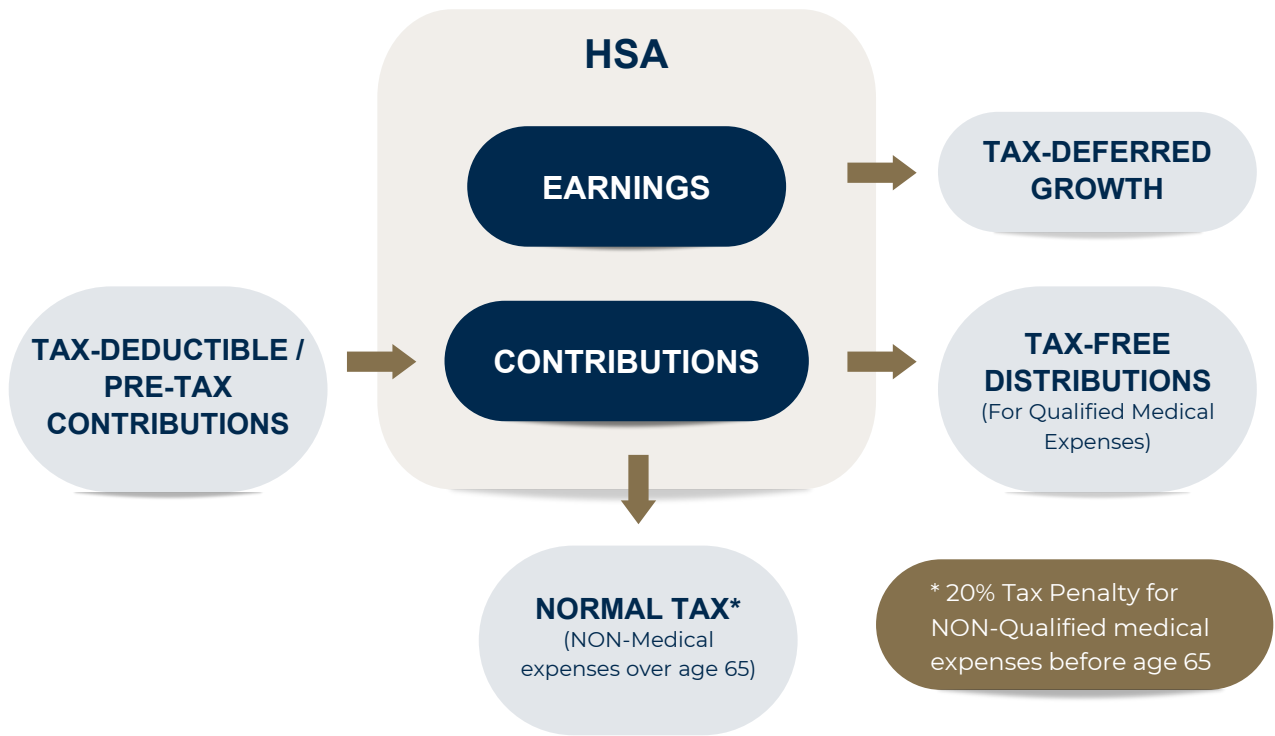 HSA
EARNINGS
TAX-DEFERRED
GROWTH
TAX-DEDUCTIBLE /
PRE-TAX
CONTRIBUTIONS
CONTRIBUTIONS
TAX-FREE
DISTRIBUTIONS
(For Qualified Medical
Expenses)
NORMAL TAX*
(NON-Medical
expenses over age 65)
* 20% Tax Penalty for
NON-Qualified medical
expenses before age 65